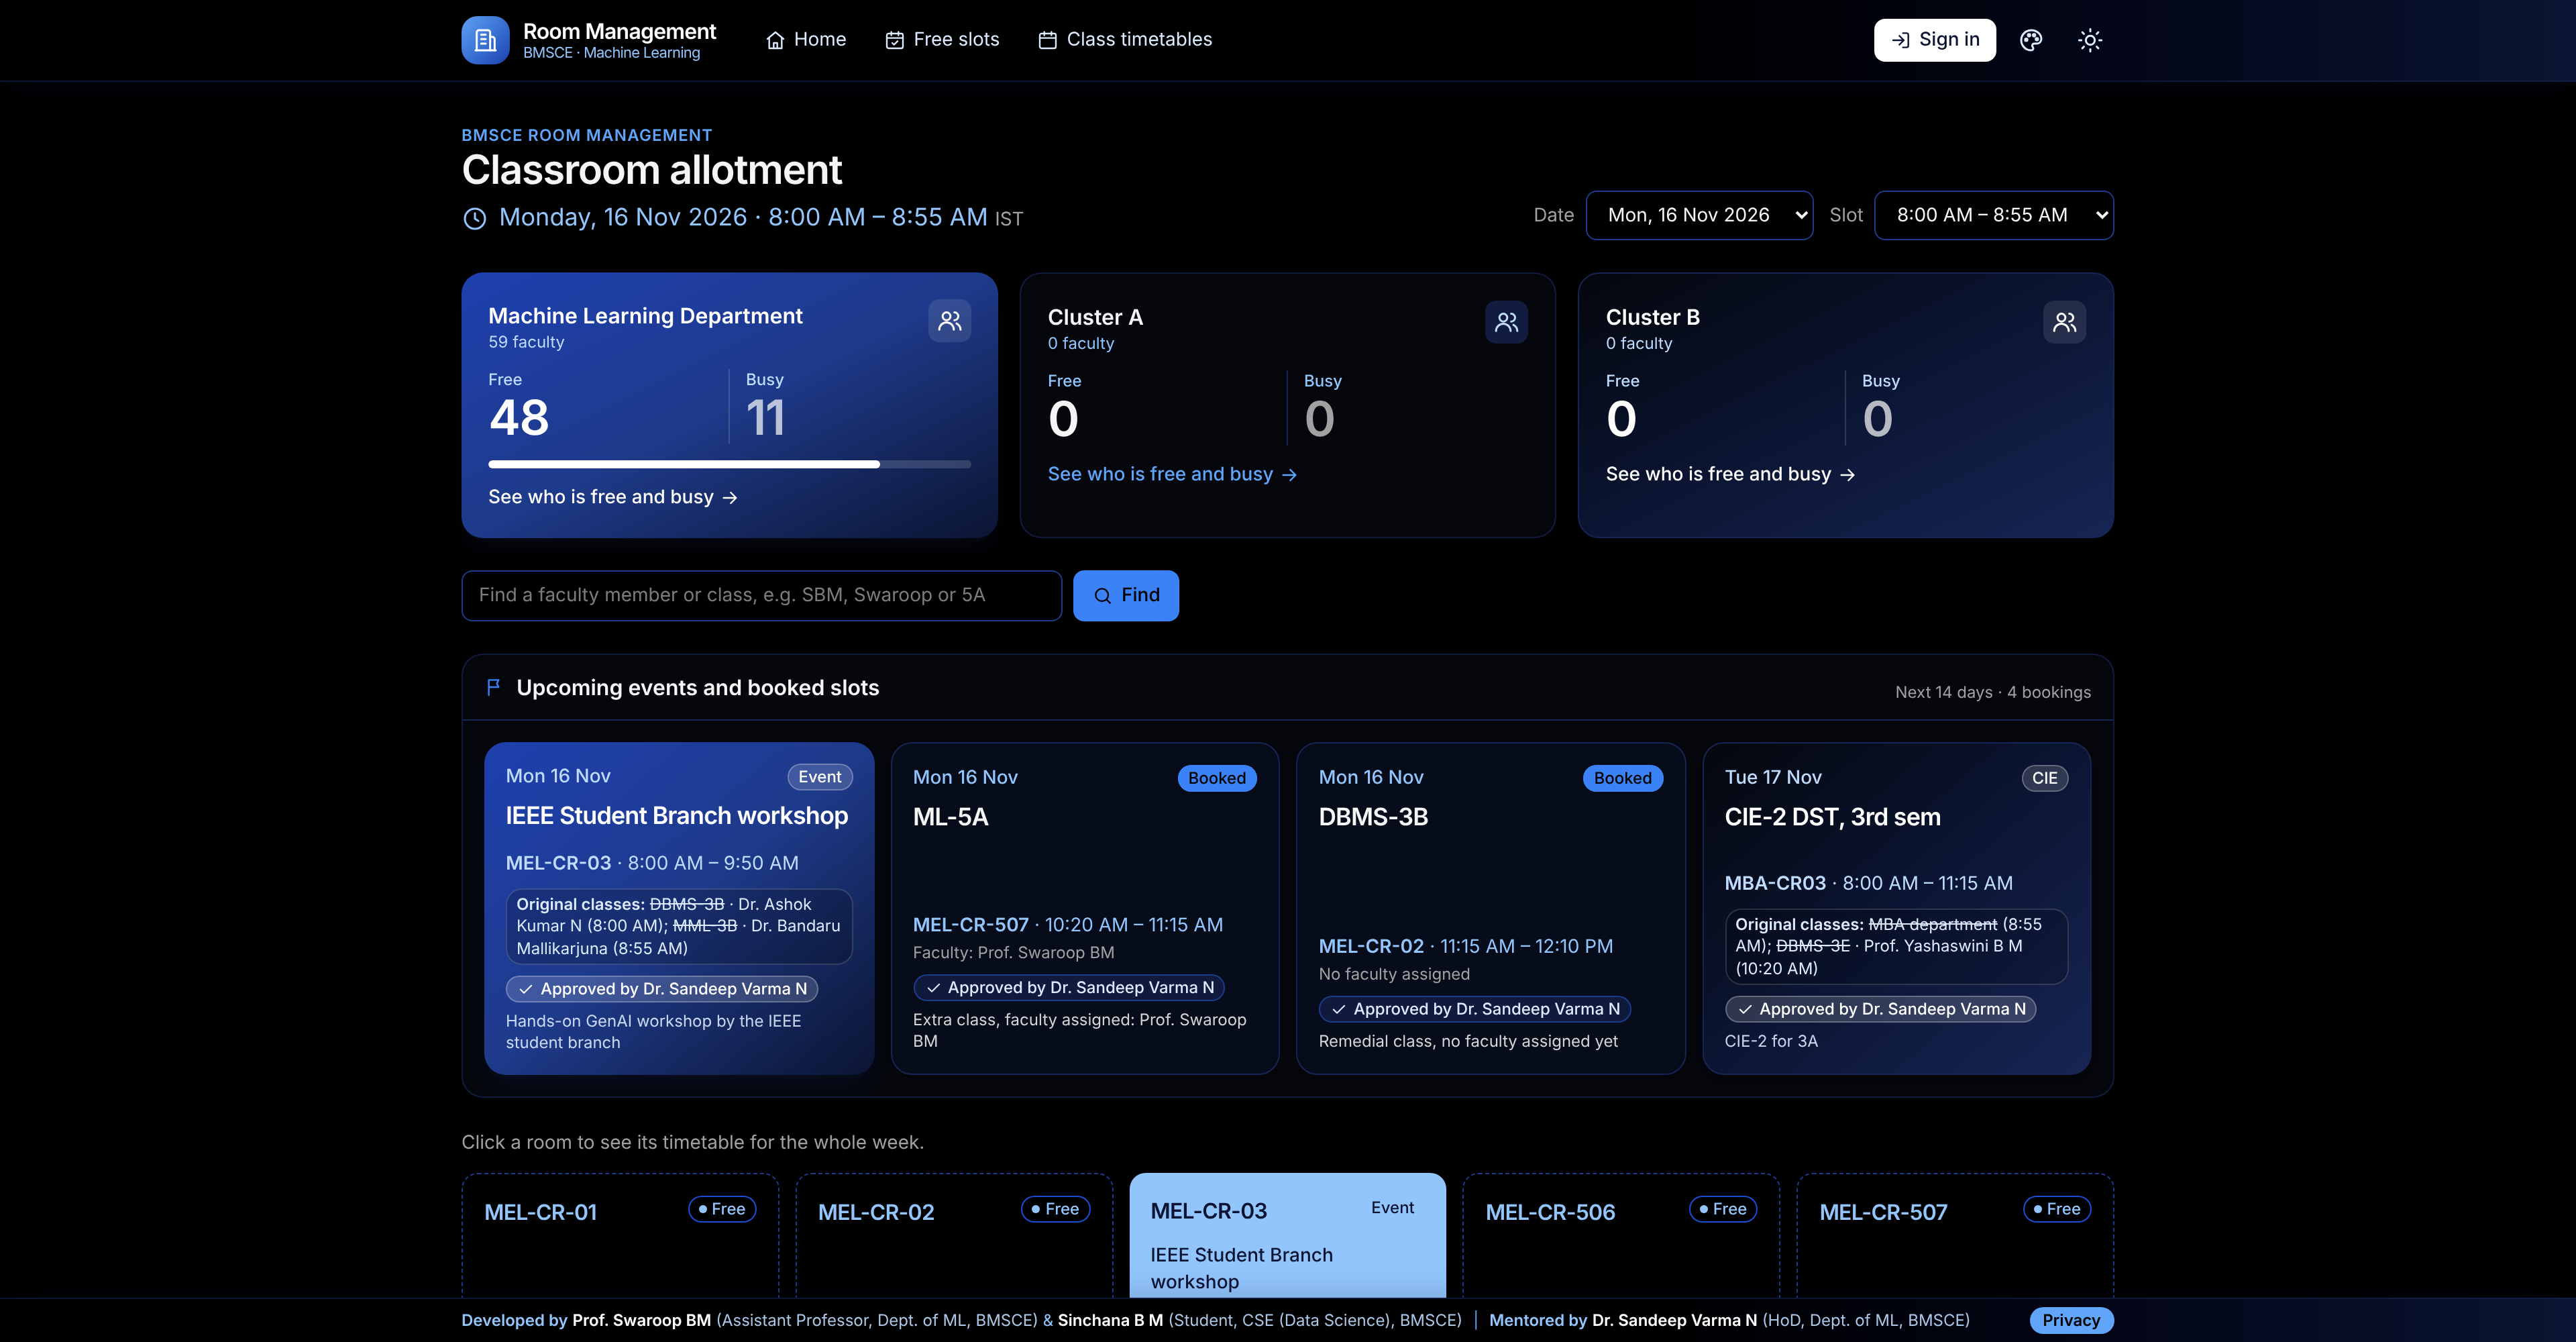 Room Management
BMSCE · Machine Learning
Home
Free slots
Class timetables
Sign in
BMSCE ROOM MANAGEMENT
Classroom allotment
Monday, 16 Nov 2026 · 8:00 AM – 8:55 AM IST
Date
Mon, 16 Nov 2026
Slot
8:00 AM – 8:55 AM
Machine Learning Department
59 faculty
Free
48
Busy
11
See who is free and busy →
Cluster A
0 faculty
Free
0
Busy
0
See who is free and busy →
Cluster B
0 faculty
Free
0
Busy
0
See who is free and busy →
Find a faculty member or class, e.g. SBM, Swaroop or 5A
Find
Upcoming events and booked slots
Next 14 days · 4 bookings
Mon 16 Nov
Event
IEEE Student Branch workshop
MEL-CR-03 · 8:00 AM – 9:50 AM
Original classes: DBMS-3B · Dr. Ashok
Kumar N (8:00 AM); MML-3B · Dr. Bandaru
Mallikarjuna (8:55 AM)
Approved by Dr. Sandeep Varma N
Hands-on GenAI workshop by the IEEE
student branch
Mon 16 Nov
Booked
ML-5A
MEL-CR-507 · 10:20 AM – 11:15 AM
Faculty: Prof. Swaroop BM
Approved by Dr. Sandeep Varma N
Extra class, faculty assigned: Prof. Swaroop
BM
Mon 16 Nov
Booked
DBMS-3B
MEL-CR-02 · 11:15 AM – 12:10 PM
No faculty assigned
Approved by Dr. Sandeep Varma N
Remedial class, no faculty assigned yet
Tue 17 Nov
CIE
CIE-2 DST, 3rd sem
MBA-CR03 · 8:00 AM – 11:15 AM
Original classes: MBA department (8:55
AM); DBMS-3E · Prof. Yashaswini B M
(10:20 AM)
Approved by Dr. Sandeep Varma N
CIE-2 for 3A
Click a room to see its timetable for the whole week.
MEL-CR-01
Free
MEL-CR-02
Free
MEL-CR-03
Event
IEEE Student Branch
workshop
MEL-CR-506
Free
MEL-CR-507
Free
Developed by Prof. Swaroop BM (Assistant Professor, Dept. of ML, BMSCE) & Sinchana B M (Student, CSE (Data Science), BMSCE) | Mentored by Dr. Sandeep Varma N (HoD, Dept. of ML, BMSCE)
Privacy